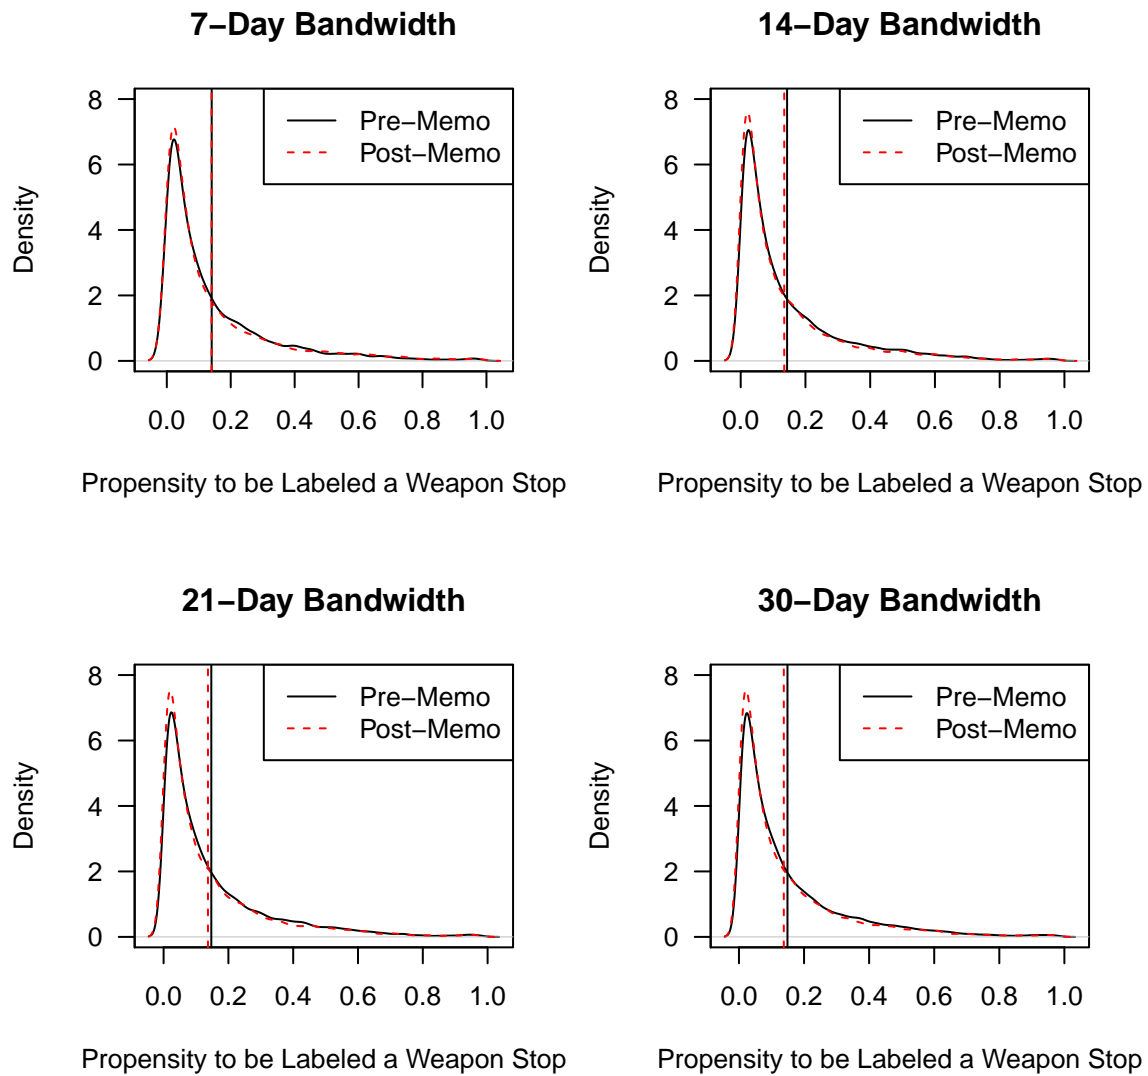 7−Day Bandwidth
8
6
4
2
0
Density
Pre−Memo
Post−Memo
0.0 0.2 0.4 0.6 0.8 1.0
Propensity to be Labeled a Weapon Stop
14−Day Bandwidth
8
6
4
2
0
Density
Pre−Memo
Post−Memo
0.0 0.2 0.4 0.6 0.8 1.0
Propensity to be Labeled a Weapon Stop
21−Day Bandwidth
8
6
4
2
0
Density
Pre−Memo
Post−Memo
0.0 0.2 0.4 0.6 0.8 1.0
Propensity to be Labeled a Weapon Stop
30−Day Bandwidth
8
6
4
2
0
Density
Pre−Memo
Post−Memo
0.0 0.2 0.4 0.6 0.8 1.0
Propensity to be Labeled a Weapon Stop